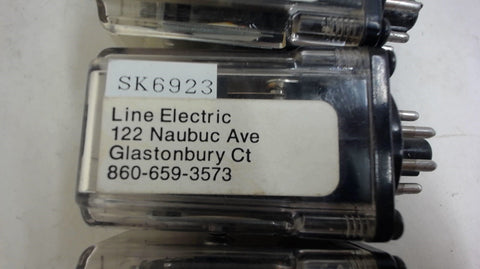 SK6923
Line Electric
122 Naubuc Ave
Glastonbury Ct
860-659-3573